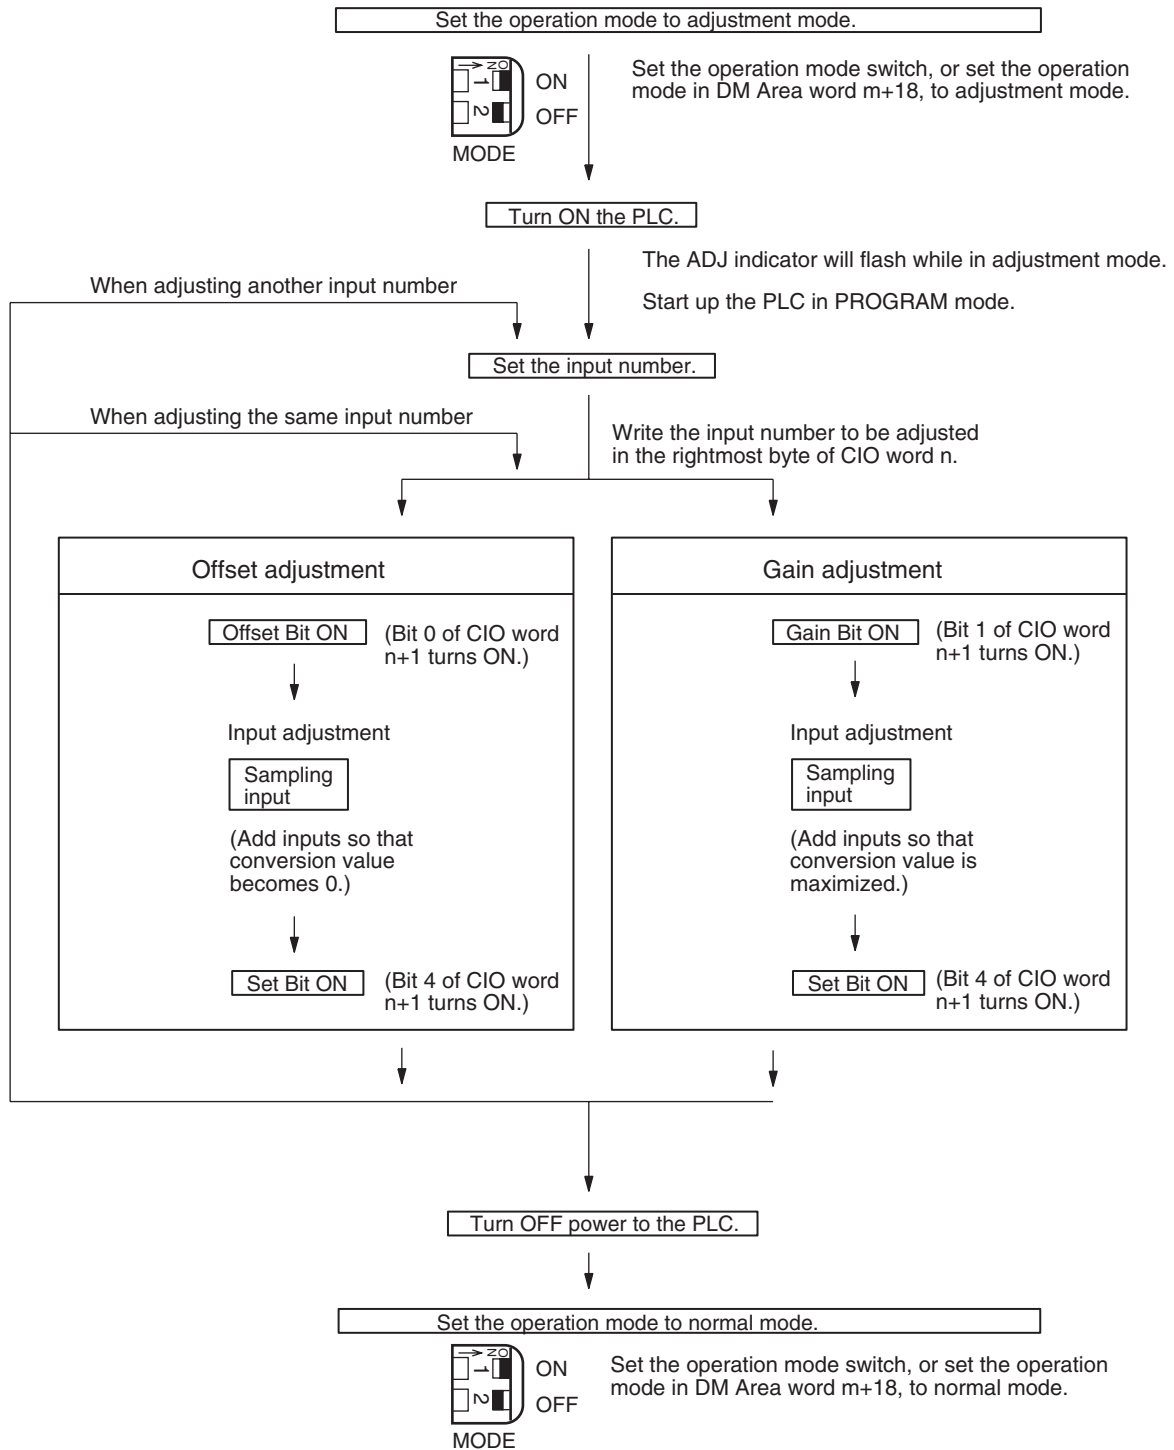 Set the operation mode to adjustment mode.
ON
1
2
ON
OFF
MODE
Set the operation mode switch, or set the operation
mode in DM Area word m+18, to adjustment mode.
Turn ON the PLC.
The ADJ indicator will flash while in adjustment mode.
When adjusting another input number
Start up the PLC in PROGRAM mode.
Set the input number.
When adjusting the same input number
Write the input number to be adjusted
in the rightmost byte of CIO word n.
Offset adjustment
Offset Bit ON
(Bit 0 of CIO word
n+1 turns ON.)
Input adjustment
Sampling
input
(Add inputs so that
conversion value
becomes 0.)
Set Bit ON
(Bit 4 of CIO word
n+1 turns ON.)
Gain adjustment
Gain Bit ON
(Bit 1 of CIO word
n+1 turns ON.)
Input adjustment
Sampling
input
(Add inputs so that
conversion value is
maximized.)
Set Bit ON
(Bit 4 of CIO word
n+1 turns ON.)
Turn OFF power to the PLC.
Set the operation mode to normal mode.
ON
1
2
ON
OFF
MODE
Set the operation mode switch, or set the operation
mode in DM Area word m+18, to normal mode.